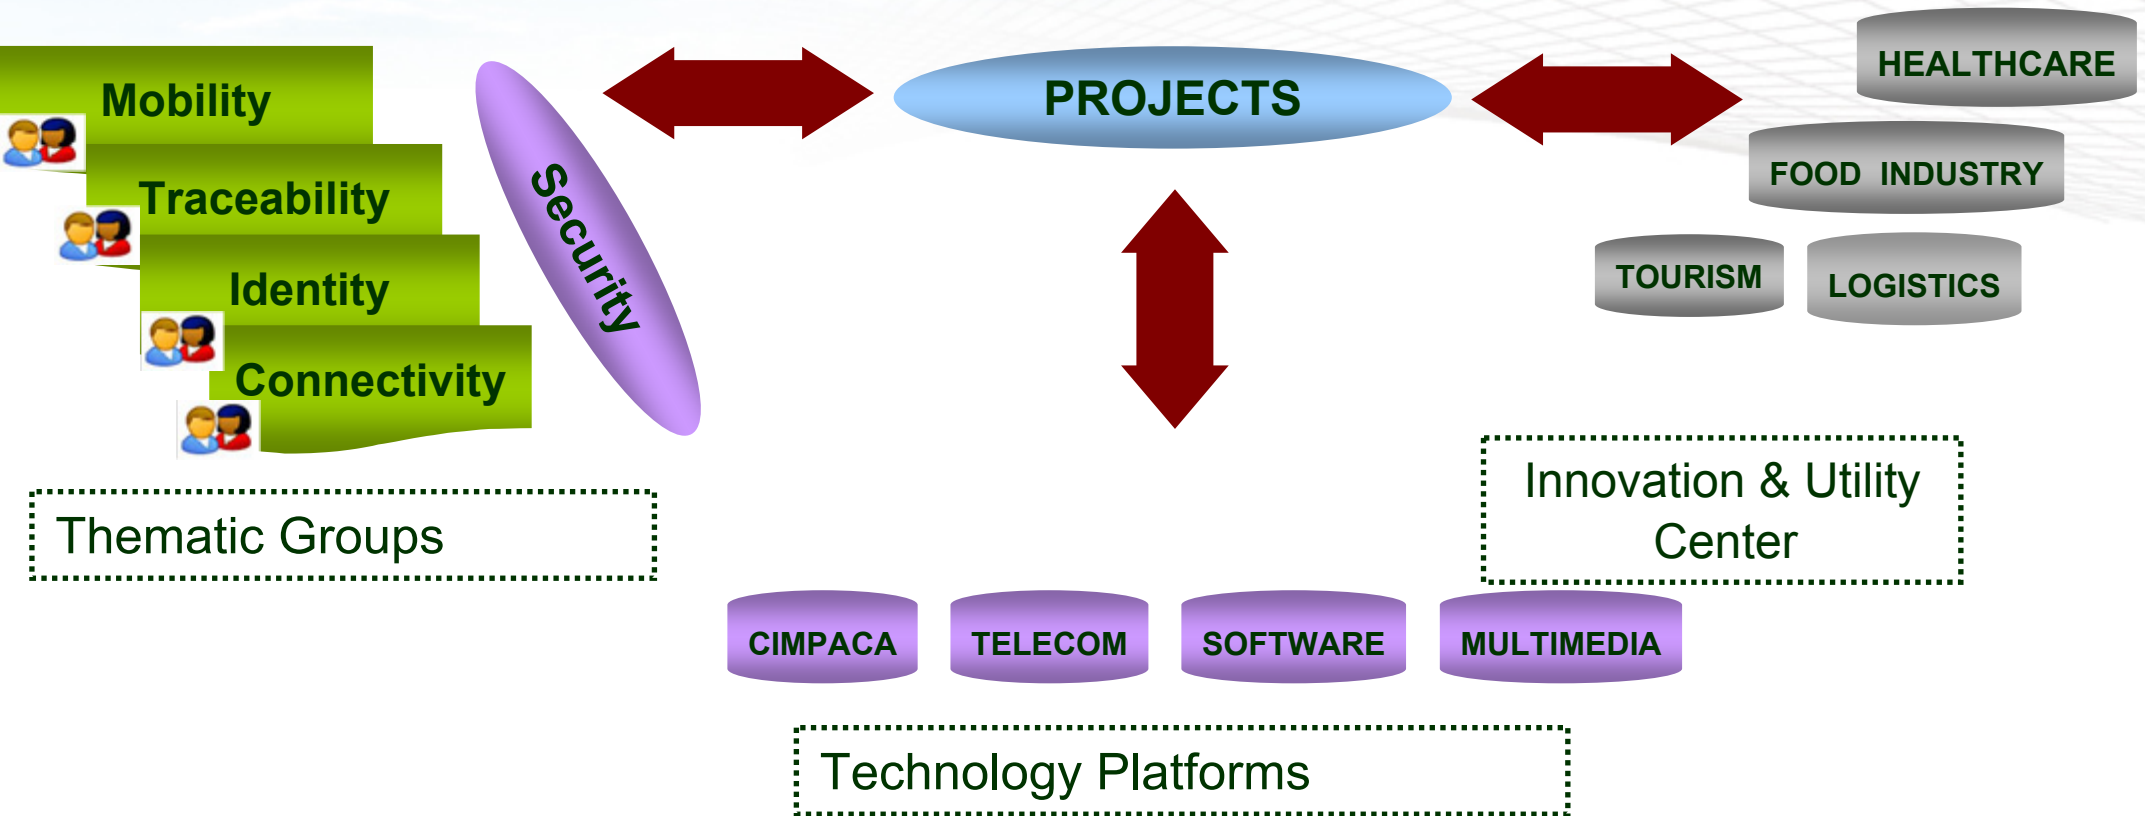 Mobility
Traceability
Identity
Connectivity
Security
Thematic Groups
PROJECTS
HEALTHCARE
FOOD INDUSTRY
TOURISM
LOGISTICS
Innovation & Utility
Center
CIMPACA
TELECOM
SOFTWARE
MULTIMEDIA
Technology Platforms